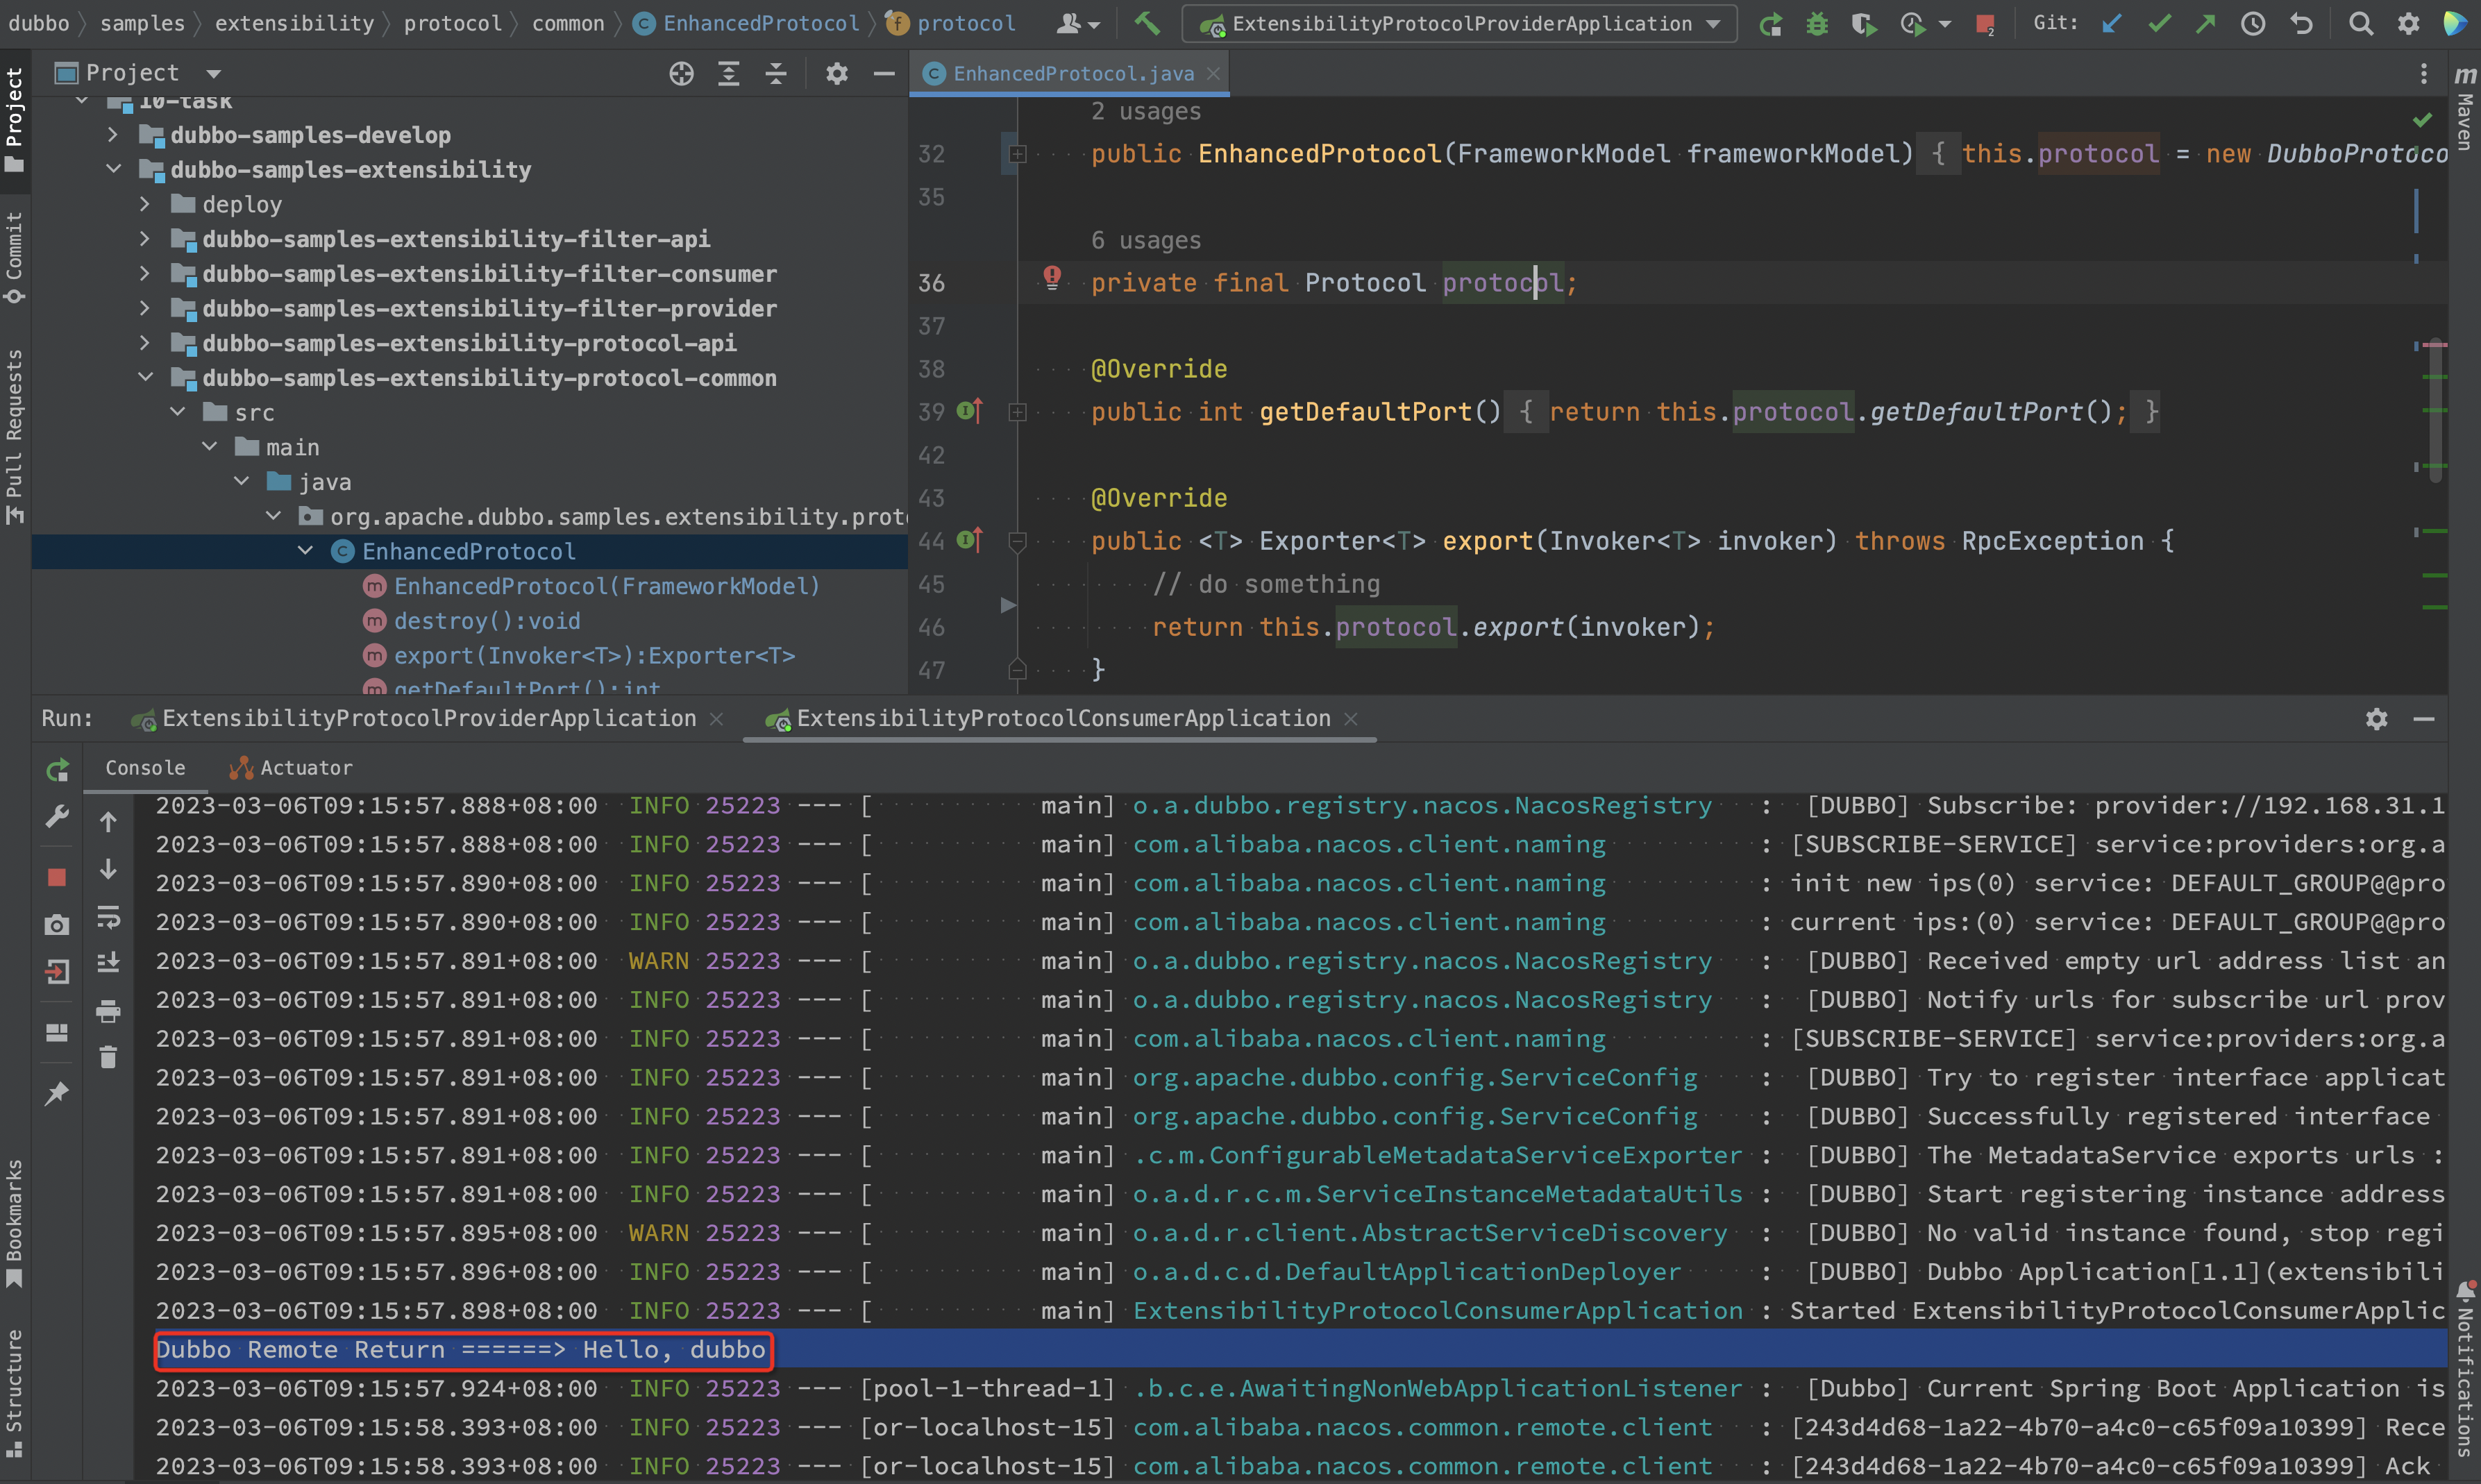 dubbo samples extensibility protocol common EnhancedProtocol protocol
ExtensibilityProtocolProviderApplication
Git:
Project
EnhancedProtocol.java
Project
Commit
Pull Requests
Bookmarks
Structure
Maven
Notifications
10-task
dubbo-samples-develop
dubbo-samples-extensibility
deploy
dubbo-samples-extensibility-filter-api
dubbo-samples-extensibility-filter-consumer
dubbo-samples-extensibility-filter-provider
dubbo-samples-extensibility-protocol-api
dubbo-samples-extensibility-protocol-common
src
main
java
org.apache.dubbo.samples.extensibility.prot
EnhancedProtocol
EnhancedProtocol(FrameworkModel)
destroy():void
export(Invoker<T>):Exporter<T>
getDefaultPort():int
2 usages
32 public EnhancedProtocol(FrameworkModel frameworkModel) { this.protocol = new DubboProtoco
35
6 usages
36 private final Protocol protocol;
37
38 @Override
39 public int getDefaultPort() { return this.protocol.getDefaultPort(); }
42
43 @Override
44 public <T> Exporter<T> export(Invoker<T> invoker) throws RpcException {
45 // do something
46 return this.protocol.export(invoker);
47 }
Run: ExtensibilityProtocolProviderApplication ExtensibilityProtocolConsumerApplication
Console Actuator
2023-03-06T09:15:57.888+08:00 INFO 25223 --- [ main] o.a.dubbo.registry.nacos.NacosRegistry : [DUBBO] Subscribe: provider://192.168.31.1
2023-03-06T09:15:57.888+08:00 INFO 25223 --- [ main] com.alibaba.nacos.client.naming : [SUBSCRIBE-SERVICE] service:providers:org.a
2023-03-06T09:15:57.890+08:00 INFO 25223 --- [ main] com.alibaba.nacos.client.naming : init new ips(0) service: DEFAULT_GROUP@@pro
2023-03-06T09:15:57.890+08:00 INFO 25223 --- [ main] com.alibaba.nacos.client.naming : current ips:(0) service: DEFAULT_GROUP@@pro
2023-03-06T09:15:57.891+08:00 WARN 25223 --- [ main] o.a.dubbo.registry.nacos.NacosRegistry : [DUBBO] Received empty url address list an
2023-03-06T09:15:57.891+08:00 INFO 25223 --- [ main] o.a.dubbo.registry.nacos.NacosRegistry : [DUBBO] Notify urls for subscribe url prov
2023-03-06T09:15:57.891+08:00 INFO 25223 --- [ main] com.alibaba.nacos.client.naming : [SUBSCRIBE-SERVICE] service:providers:org.a
2023-03-06T09:15:57.891+08:00 INFO 25223 --- [ main] org.apache.dubbo.config.ServiceConfig : [DUBBO] Try to register interface applicat
2023-03-06T09:15:57.891+08:00 INFO 25223 --- [ main] org.apache.dubbo.config.ServiceConfig : [DUBBO] Successfully registered interface
2023-03-06T09:15:57.891+08:00 INFO 25223 --- [ main] .c.m.ConfigurableMetadataServiceExporter : [DUBBO] The MetadataService exports urls :
2023-03-06T09:15:57.891+08:00 INFO 25223 --- [ main] o.a.d.r.c.m.ServiceInstanceMetadataUtils : [DUBBO] Start registering instance address
2023-03-06T09:15:57.895+08:00 WARN 25223 --- [ main] o.a.d.r.client.AbstractServiceDiscovery : [DUBBO] No valid instance found, stop regi
2023-03-06T09:15:57.896+08:00 INFO 25223 --- [ main] o.a.d.c.d.DefaultApplicationDeployer : [DUBBO] Dubbo Application[1.1](extensibili
2023-03-06T09:15:57.898+08:00 INFO 25223 --- [ main] ExtensibilityProtocolConsumerApplication : Started ExtensibilityProtocolConsumerApplic
Dubbo Remote Return ======> Hello, dubbo
2023-03-06T09:15:57.924+08:00 INFO 25223 --- [pool-1-thread-1] .b.c.e.AwaitingNonWebApplicationListener : [Dubbo] Current Spring Boot Application is
2023-03-06T09:15:58.393+08:00 INFO 25223 --- [or-localhost-15] com.alibaba.nacos.common.remote.client : [243d4d68-1a22-4b70-a4c0-c65f09a10399] Rece
2023-03-06T09:15:58.393+08:00 INFO 25223 --- [or-localhost-15] com.alibaba.nacos.common.remote.client : [243d4d68-1a22-4b70-a4c0-c65f09a10399] Ack